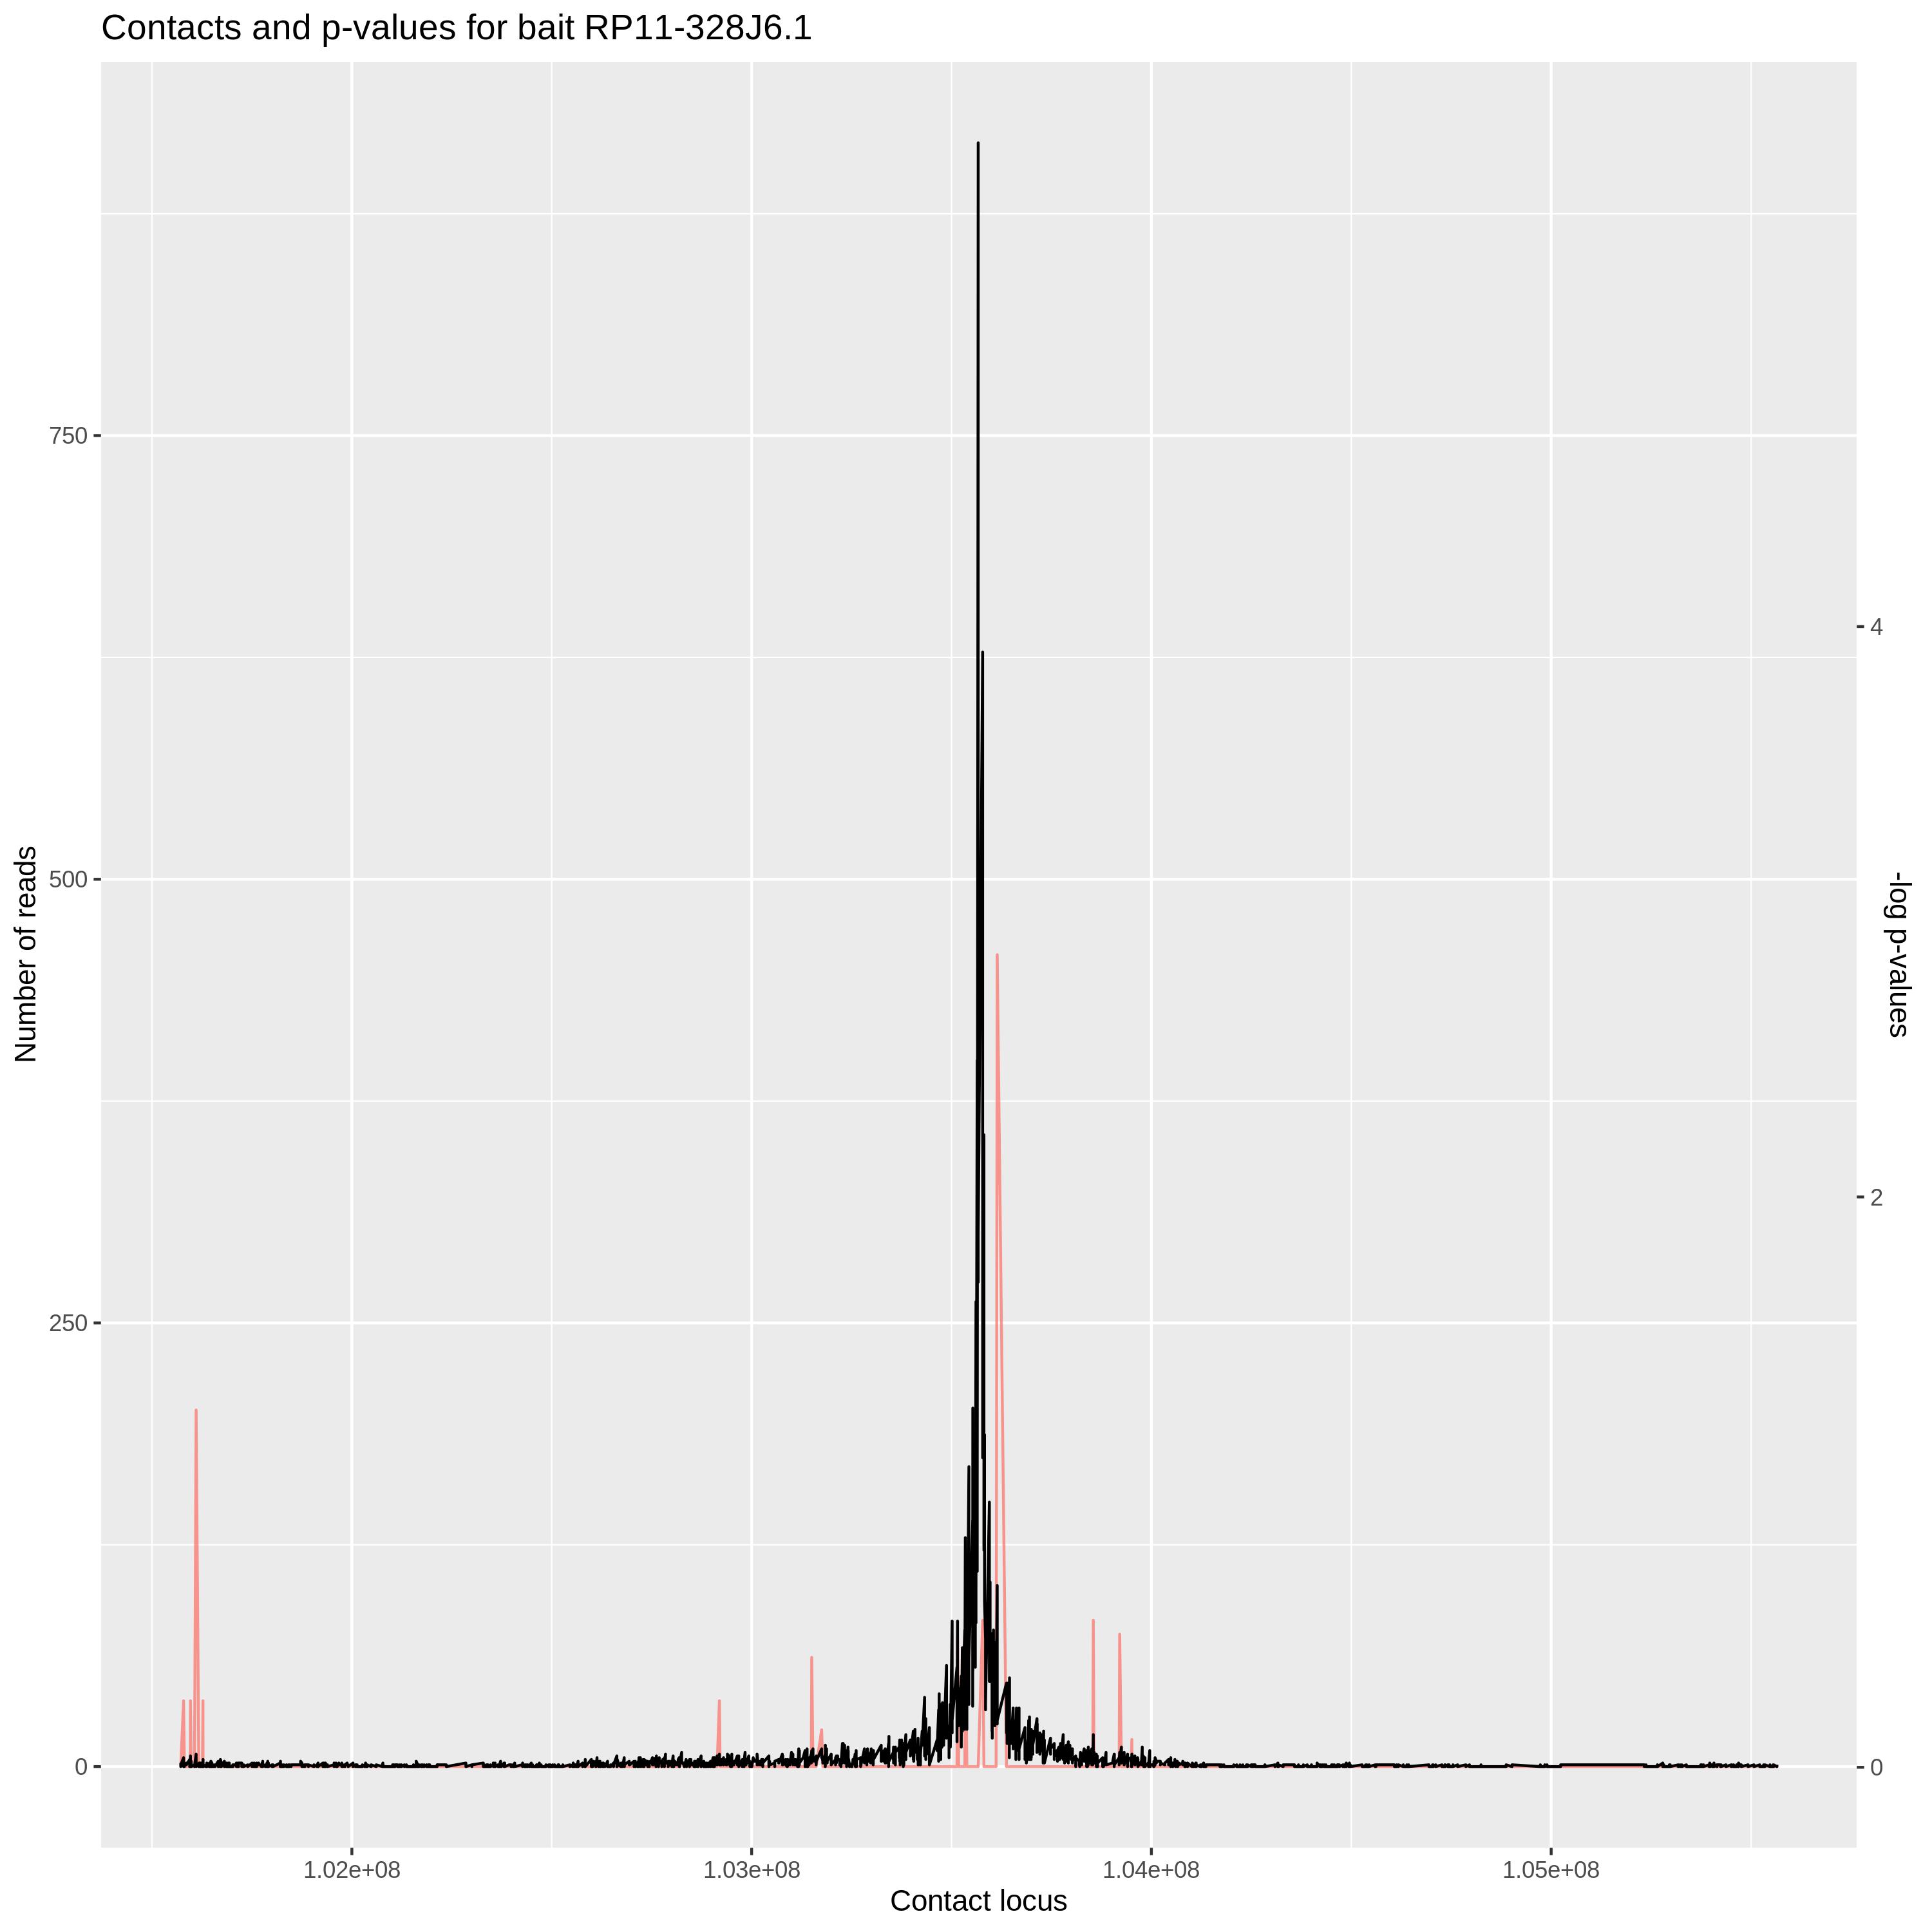 Contacts and p-values for bait RP11-328J6.1
750
500
250
0
Number of reads
4
2
0
-log p-values
1.02e+08
1.03e+08
1.04e+08
1.05e+08
Contact locus